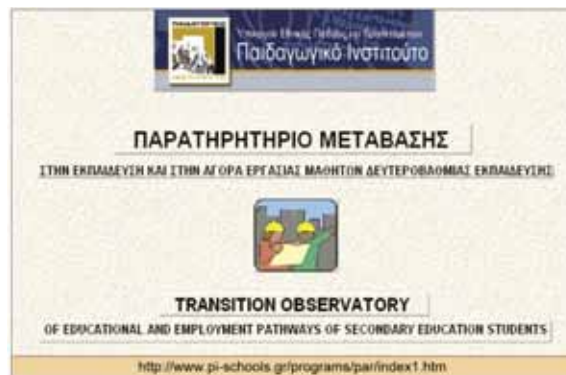 Παιδαγωγικό Ινστιτούτο
ΠΑΡΑΤΗΡΗΤΗΡΙΟ ΜΕΤΑΒΑΣΗΣ
ΣΤΗΝ ΕΚΠΑΙΔΕΥΣΗ ΚΑΙ ΣΤΗΝ ΑΓΟΡΑ ΕΡΓΑΣΙΑΣ ΜΑΘΗΤΩΝ ΔΕΥΤΕΡΟΒΑΘΜΙΑΣ ΕΚΠΑΙΔΕΥΣΗΣ
TRANSITION OBSERVATORY
OF EDUCATIONAL AND EMPLOYMENT PATHWAYS OF SECONDARY EDUCATION STUDENTS
http://www.pi-schools.gr/programs/par/index1.htm